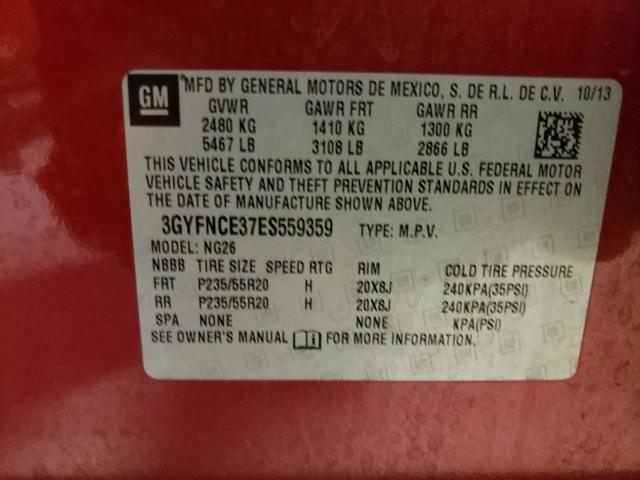 GM
MFD BY GENERAL MOTORS DE MEXICO, S. DE R.L. DE C.V. 10/13
GVWR GAWR FRT GAWR RR
2480 KG 1410 KG 1300 KG
5467 LB 3108 LB 2866 LB
THIS VEHICLE CONFORMS TO ALL APPLICABLE U.S. FEDERAL MOTOR
VEHICLE SAFETY AND THEFT PREVENTION STANDARDS IN EFFECT ON
THE DATE OF MANUFACTURE SHOWN ABOVE.
3GYFNCE37ES559359 TYPE: M.P.V.
MODEL: NG26
NBBB TIRE SIZE SPEED RTG RIM COLD TIRE PRESSURE
FRT P235/55R20 H 20X8J 240KPA(35PSI)
RR P235/55R20 H 20X8J 240KPA(35PSI)
SPA NONE NONE KPA(PSI)
SEE OWNER'S MANUAL i FOR MORE INFORMATION.